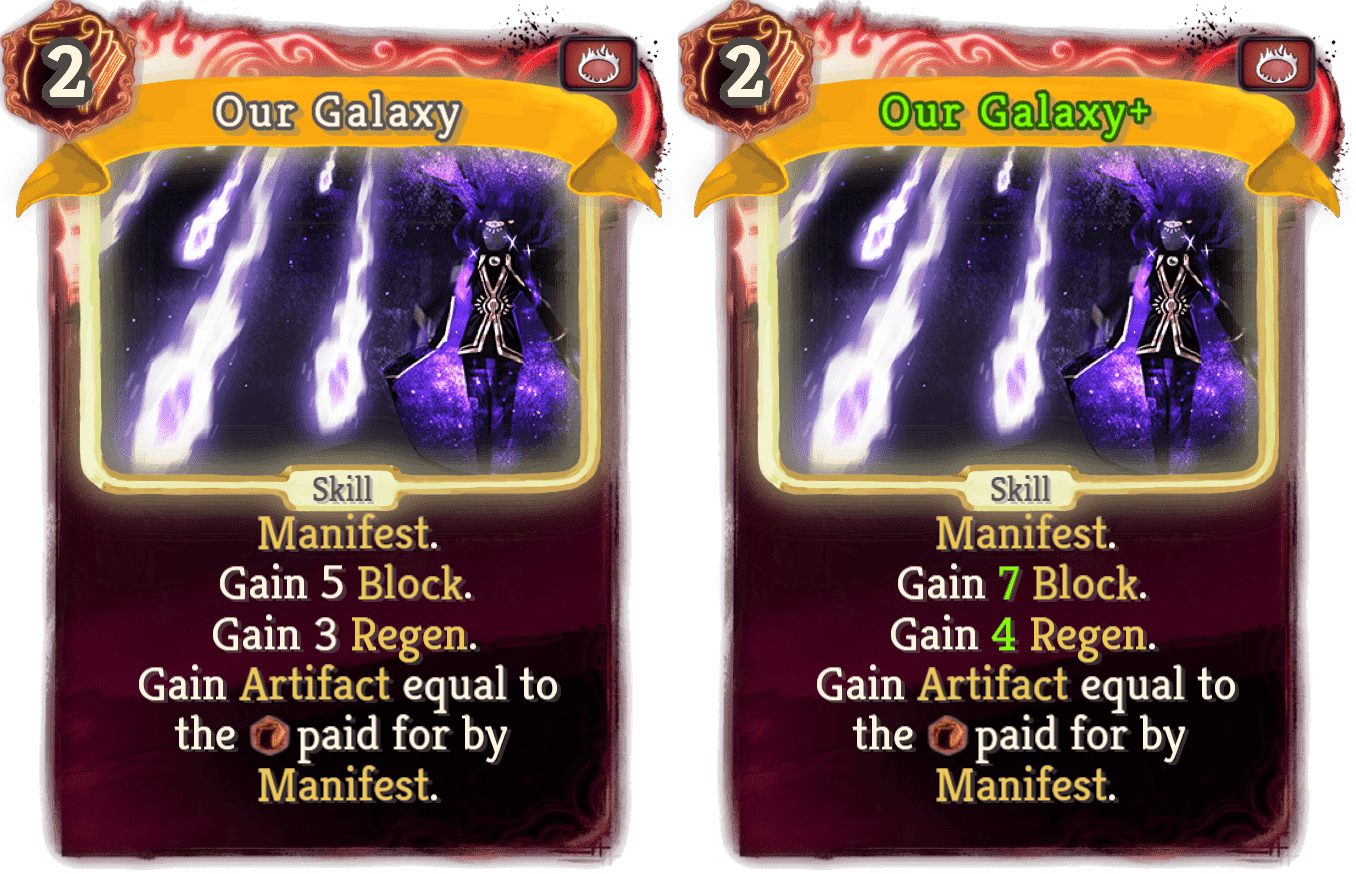 2
Our Galaxy
Skill
Manifest.
Gain 5 Block.
Gain 3 Regen.
Gain Artifact equal to
the paid for by
Manifest.
2
Our Galaxy+
Skill
Manifest.
Gain 7 Block.
Gain 4 Regen.
Gain Artifact equal to
the paid for by
Manifest.